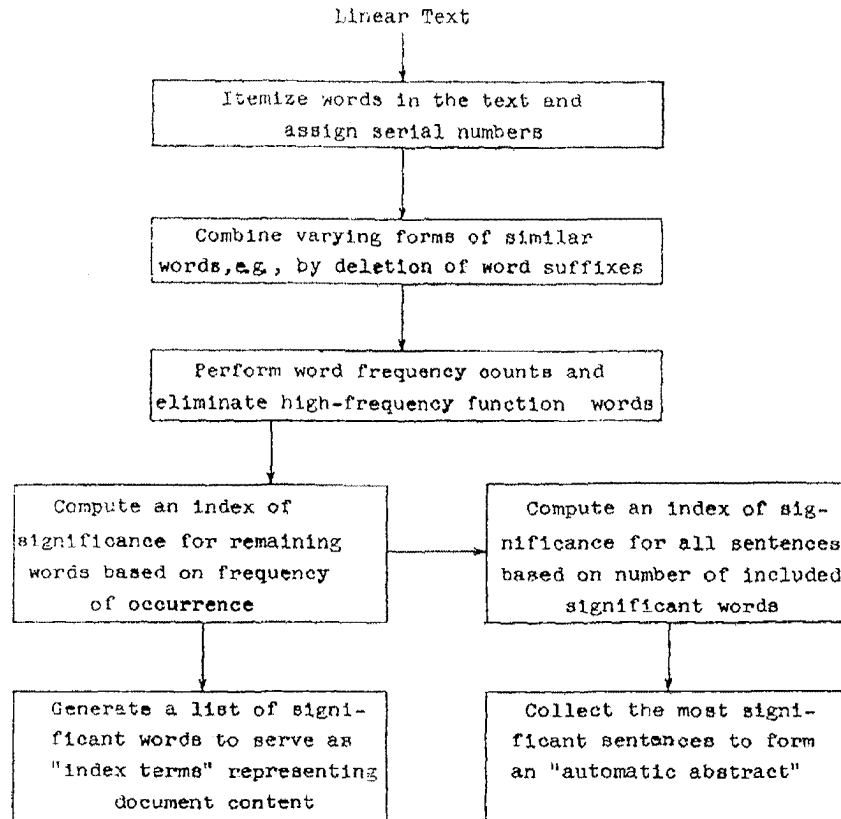 Linear Text
Itemize words in the text and
assign serial numbers
Combine varying forms of similar
words,e.g., by deletion of word suffixes
Perform word frequency counts and
eliminate high-frequency function words
Compute an index of
significance for remaining
words based on frequency
of occurrence
Compute an index of sig-
nificance for all sentences
based on number of included
significant words
Generate a list of signi-
ficant words to serve as
"index terms" representing
document content
Collect the most signi-
ficant sentences to form
an "automatic abstract"